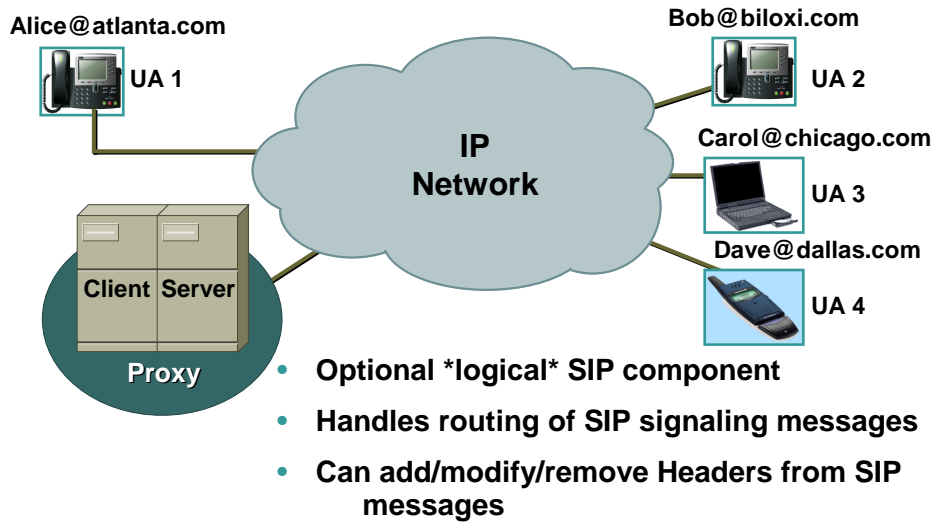 Alice@atlanta.com
UA 1
Bob@biloxi.com
UA 2
IP
Network
Carol@chicago.com
UA 3
Dave@dallas.com
UA 4
Client Server
Proxy
• Optional *logical* SIP component
• Handles routing of SIP signaling messages
• Can add/modify/remove Headers from SIP
messages